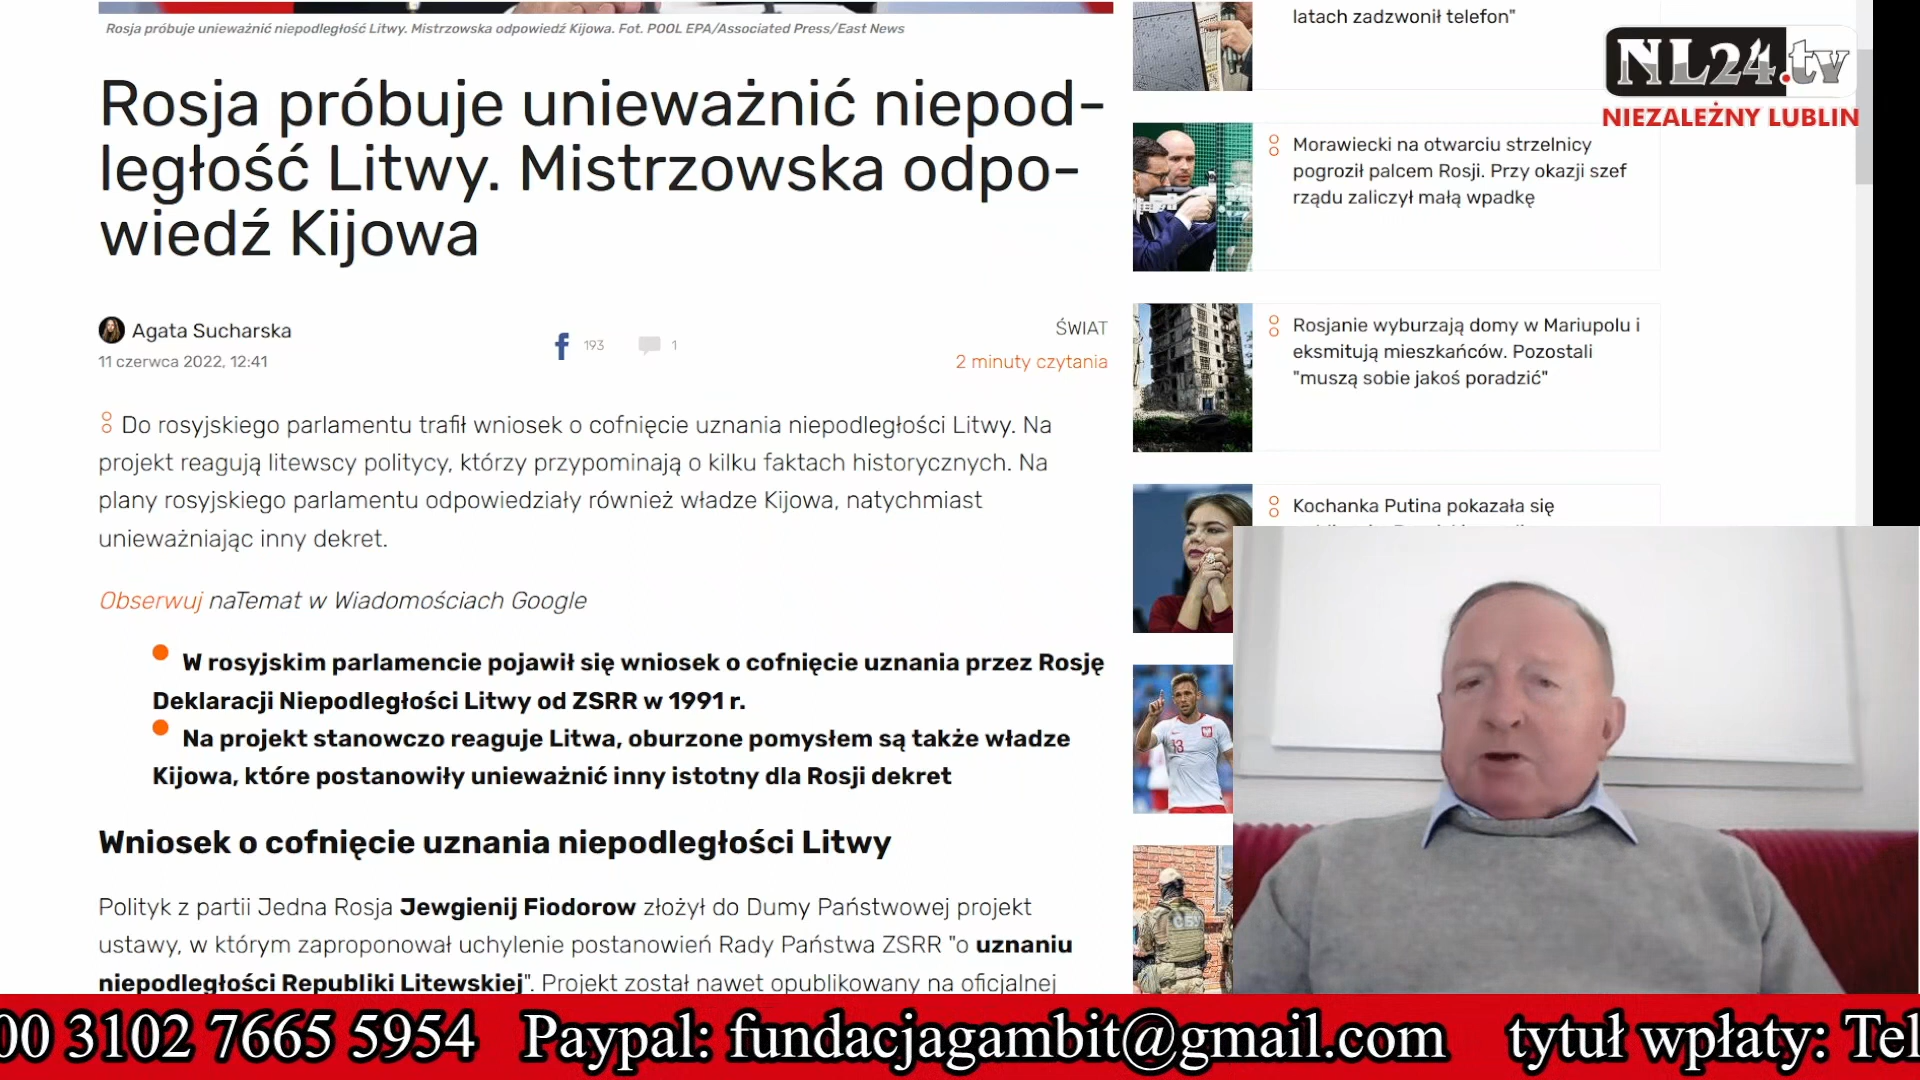 Rosja próbuje unieważnić niepodległość Litwy. Mistrzowska odpowiedź Kijowa. Fot. POOL EPA/Associated Press/East News
Rosja próbuje unieważnić niepod-
ległość Litwy. Mistrzowska odpo-
wiedź Kijowa
Agata Sucharska
11 czerwca 2022, 12:41
193
1
ŚWIAT
2 minuty czytania
Do rosyjskiego parlamentu trafił wniosek o cofnięcie uznania niepodległości Litwy. Na
projekt reagują litewscy politycy, którzy przypominają o kilku faktach historycznych. Na
plany rosyjskiego parlamentu odpowiedziały również władze Kijowa, natychmiast
unieważniając inny dekret.
Obserwuj naTemat w Wiadomościach Google
W rosyjskim parlamencie pojawił się wniosek o cofnięcie uznania przez Rosję
Deklaracji Niepodległości Litwy od ZSRR w 1991 r.
Na projekt stanowczo reaguje Litwa, oburzone pomysłem są także władze
Kijowa, które postanowiły unieważnić inny istotny dla Rosji dekret
Wniosek o cofnięcie uznania niepodległości Litwy
Polityk z partii Jedna Rosja Jewgienij Fiodorow złożył do Dumy Państwowej projekt
ustawy, w którym zaproponował uchylenie postanowień Rady Państwa ZSRR "o uznaniu
niepodległości Republiki Litewskiej". Projekt został nawet opublikowany na oficjalnej
latach zadzwonił telefon"
Morawiecki na otwarciu strzelnicy
pogroził palcem Rosji. Przy okazji szef
rządu zaliczył małą wpadkę
Rosjanie wyburzają domy w Mariupolu i
eksmitują mieszkańców. Pozostali
"muszą sobie jakoś poradzić"
Kochanka Putina pokazała się
13
СБУ
NL24.tv
NIEZALEŻNY LUBLIN
00 3102 7665 5954 Paypal: fundacjagambit@gmail.com tytuł wpłaty: Tel